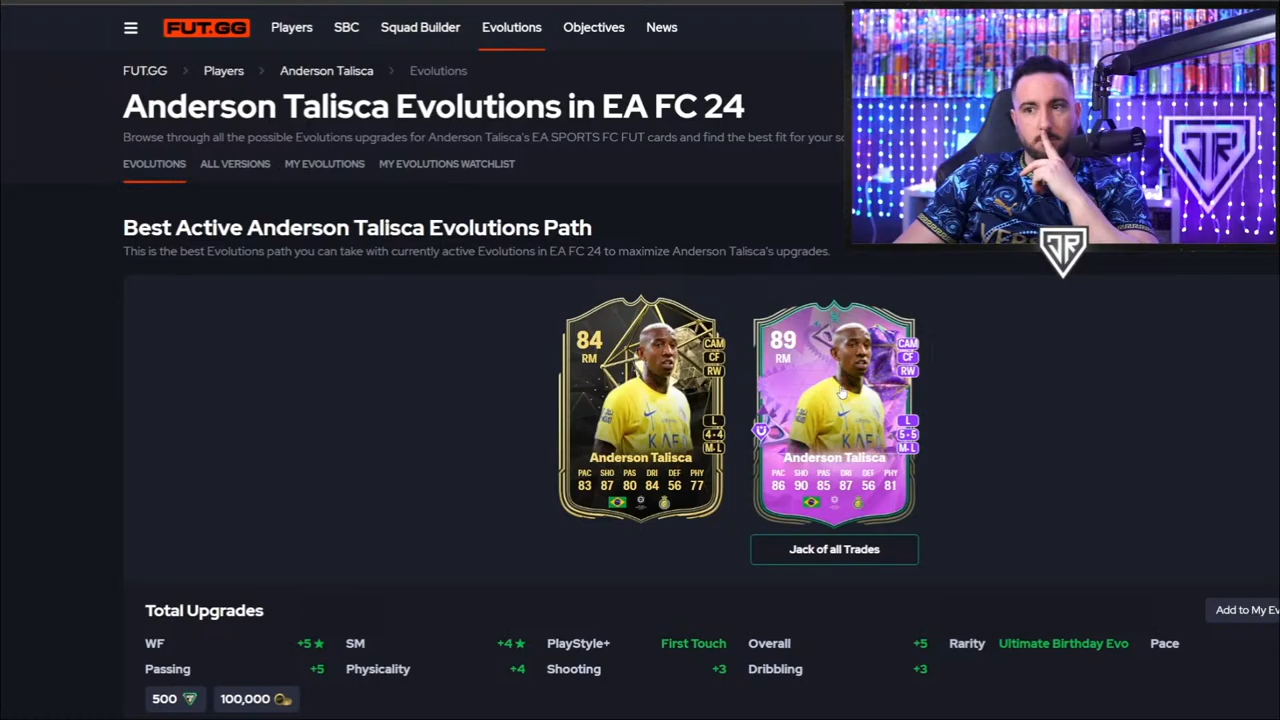 FUT.GG Players SBC Squad Builder Evolutions Objectives News
FUT.GG > Players > Anderson Talisca > Evolutions
Anderson Talisca Evolutions in EA FC 24
Browse through all the possible Evolutions upgrades for Anderson Talisca's EA SPORTS FC FUT cards and find the best fit for your
EVOLUTIONS ALL VERSIONS MY EVOLUTIONS MY EVOLUTIONS WATCHLIST
JR
JR
Best Active Anderson Talisca Evolutions Path
This is the best Evolutions path you can take with currently active Evolutions in EA FC 24 to maximize Anderson Talisca's upgrades.
84
RM
CAM
CF
RW
L
4⋆4
M⋆L
KAFD
Anderson Talisca
PAC SHO PAS DRI DEF PHY
83 87 80 84 56 77
89
RM
CAM
CF
RW
L
5⋆5
M⋆L
KAFD
Anderson Talisca
PAC SHO PAS DRI DEF PHY
86 90 85 87 56 81
Jack of all Trades
Total Upgrades
Add to My Ev
WF +5★ SM +4★ PlayStyle+ First Touch Overall +5 Rarity Ultimate Birthday Evo Pace
Passing +5 Physicality +4 Shooting +3 Dribbling +3
500 100,000